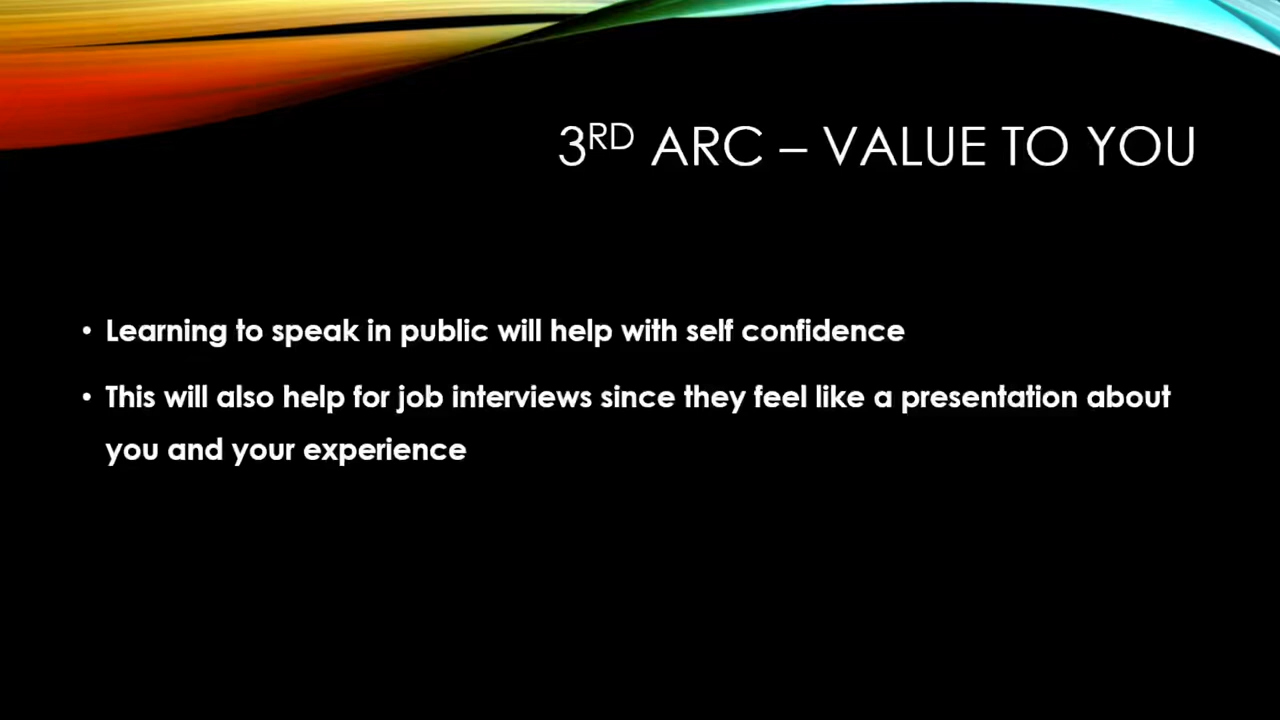 3RD ARC – VALUE TO YOU
• Learning to speak in public will help with self confidence
• This will also help for job interviews since they feel like a presentation about
you and your experience